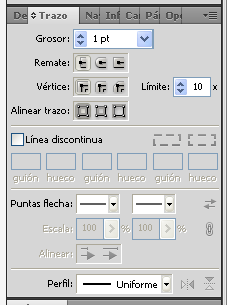 De Trazo Na Inf Ca Pá Op
Grosor: 1 pt
Remate:
Vértice: Límite: 10 x
Alinear trazo:
Línea discontinua
guión hueco guión hueco guión hueco
Puntas flecha:
Escala: 100 % 100 %
Alinear:
Perfil: Uniforme